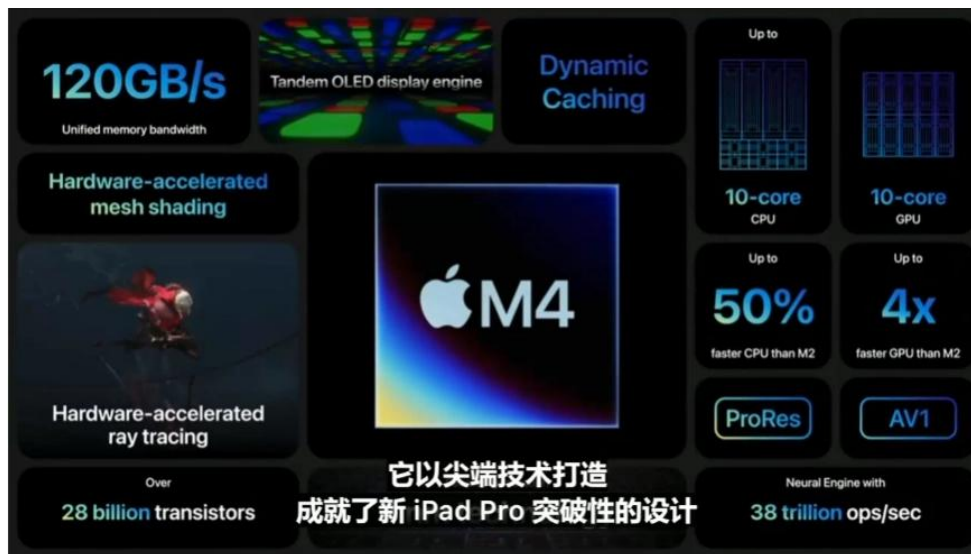 120GB/s
Unified memory bandwidth
Tandem OLED display engine
Dynamic
Caching
Up to
10-core
CPU
10-core
GPU
Hardware-accelerated
mesh shading
M4
Up to
50%
faster CPU than M2
Up to
4x
faster GPU than M2
Hardware-accelerated
ray tracing
ProRes
AV1
Over
28 billion transistors
Neural Engine with
38 trillion ops/sec
它以尖端技术打造
成就了新 iPad Pro 突破性的设计